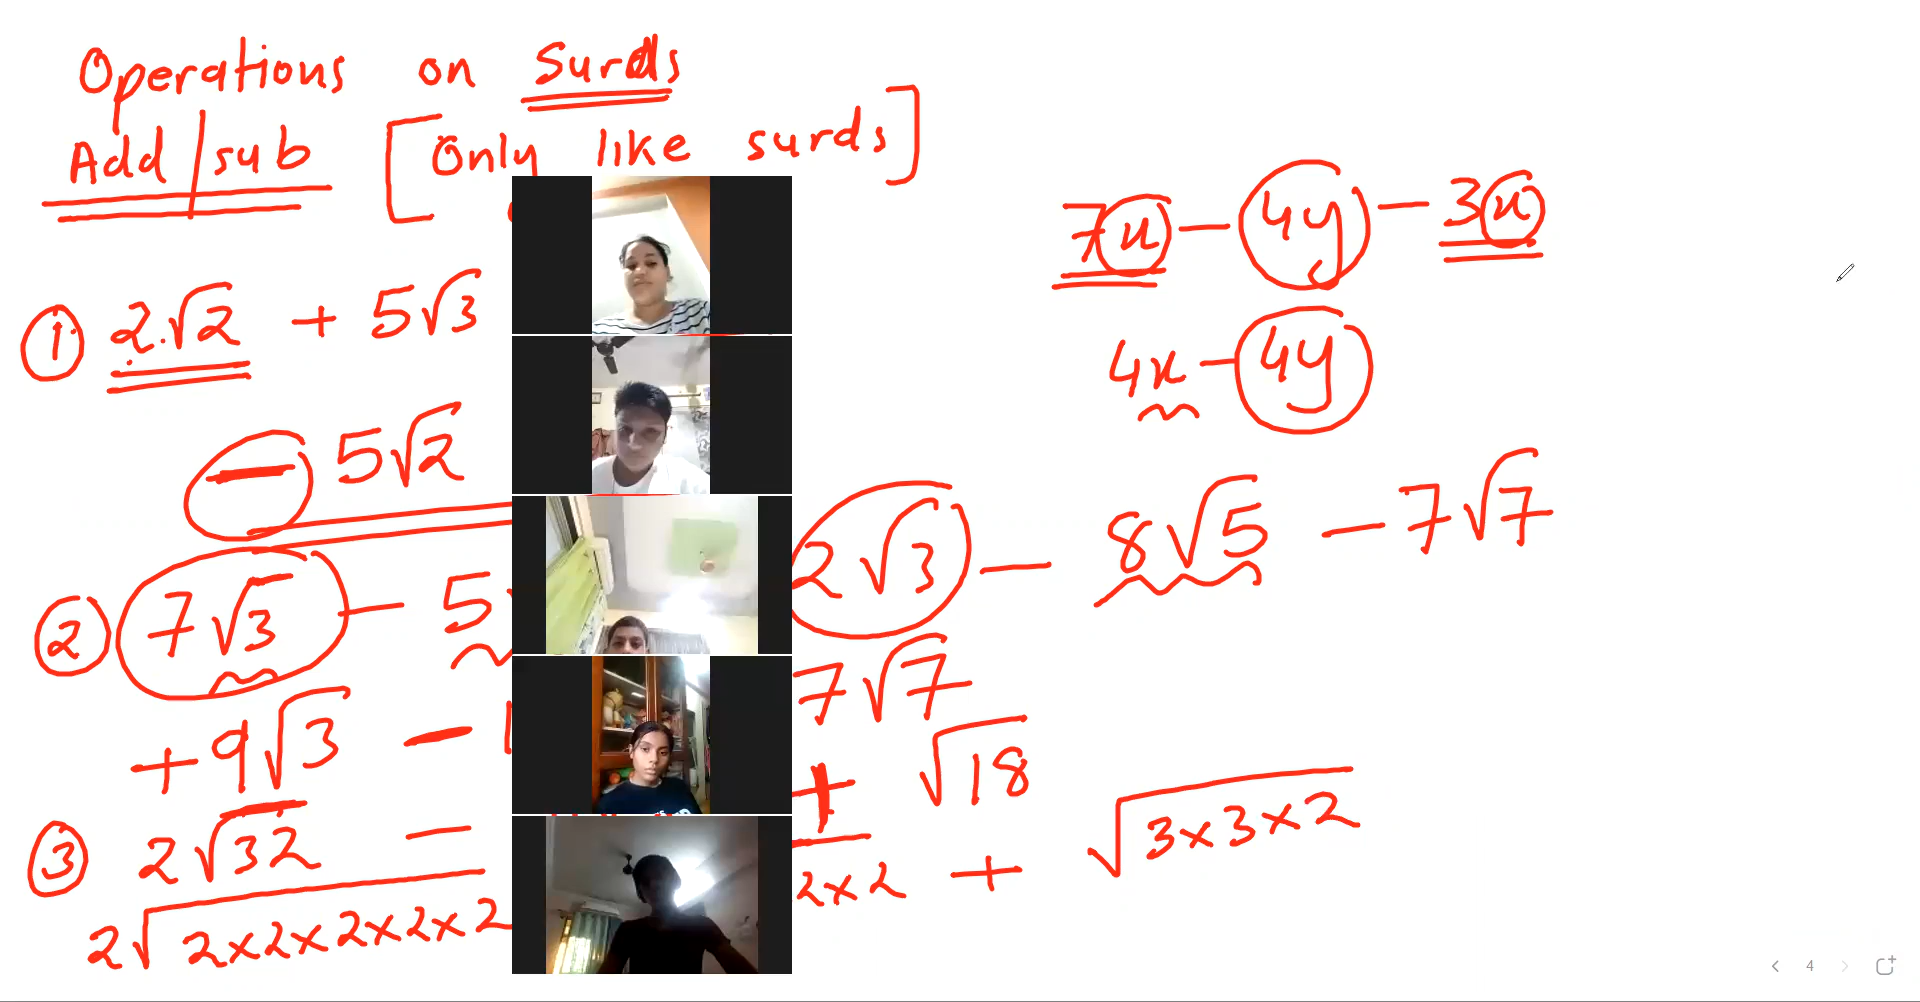 Operations on Surds
Add/sub [Only like surds]
7x - 4y - 3x
① 2.√2 + 5√3
4x - 4y
- 5√2
② 7√3 - 5 2√3 - 8√5 - 7√7
+ 9√3 - 7√7
③ 2√32 = + √18
2√2×2×2×2×2 2×2 + √3×3×2
4